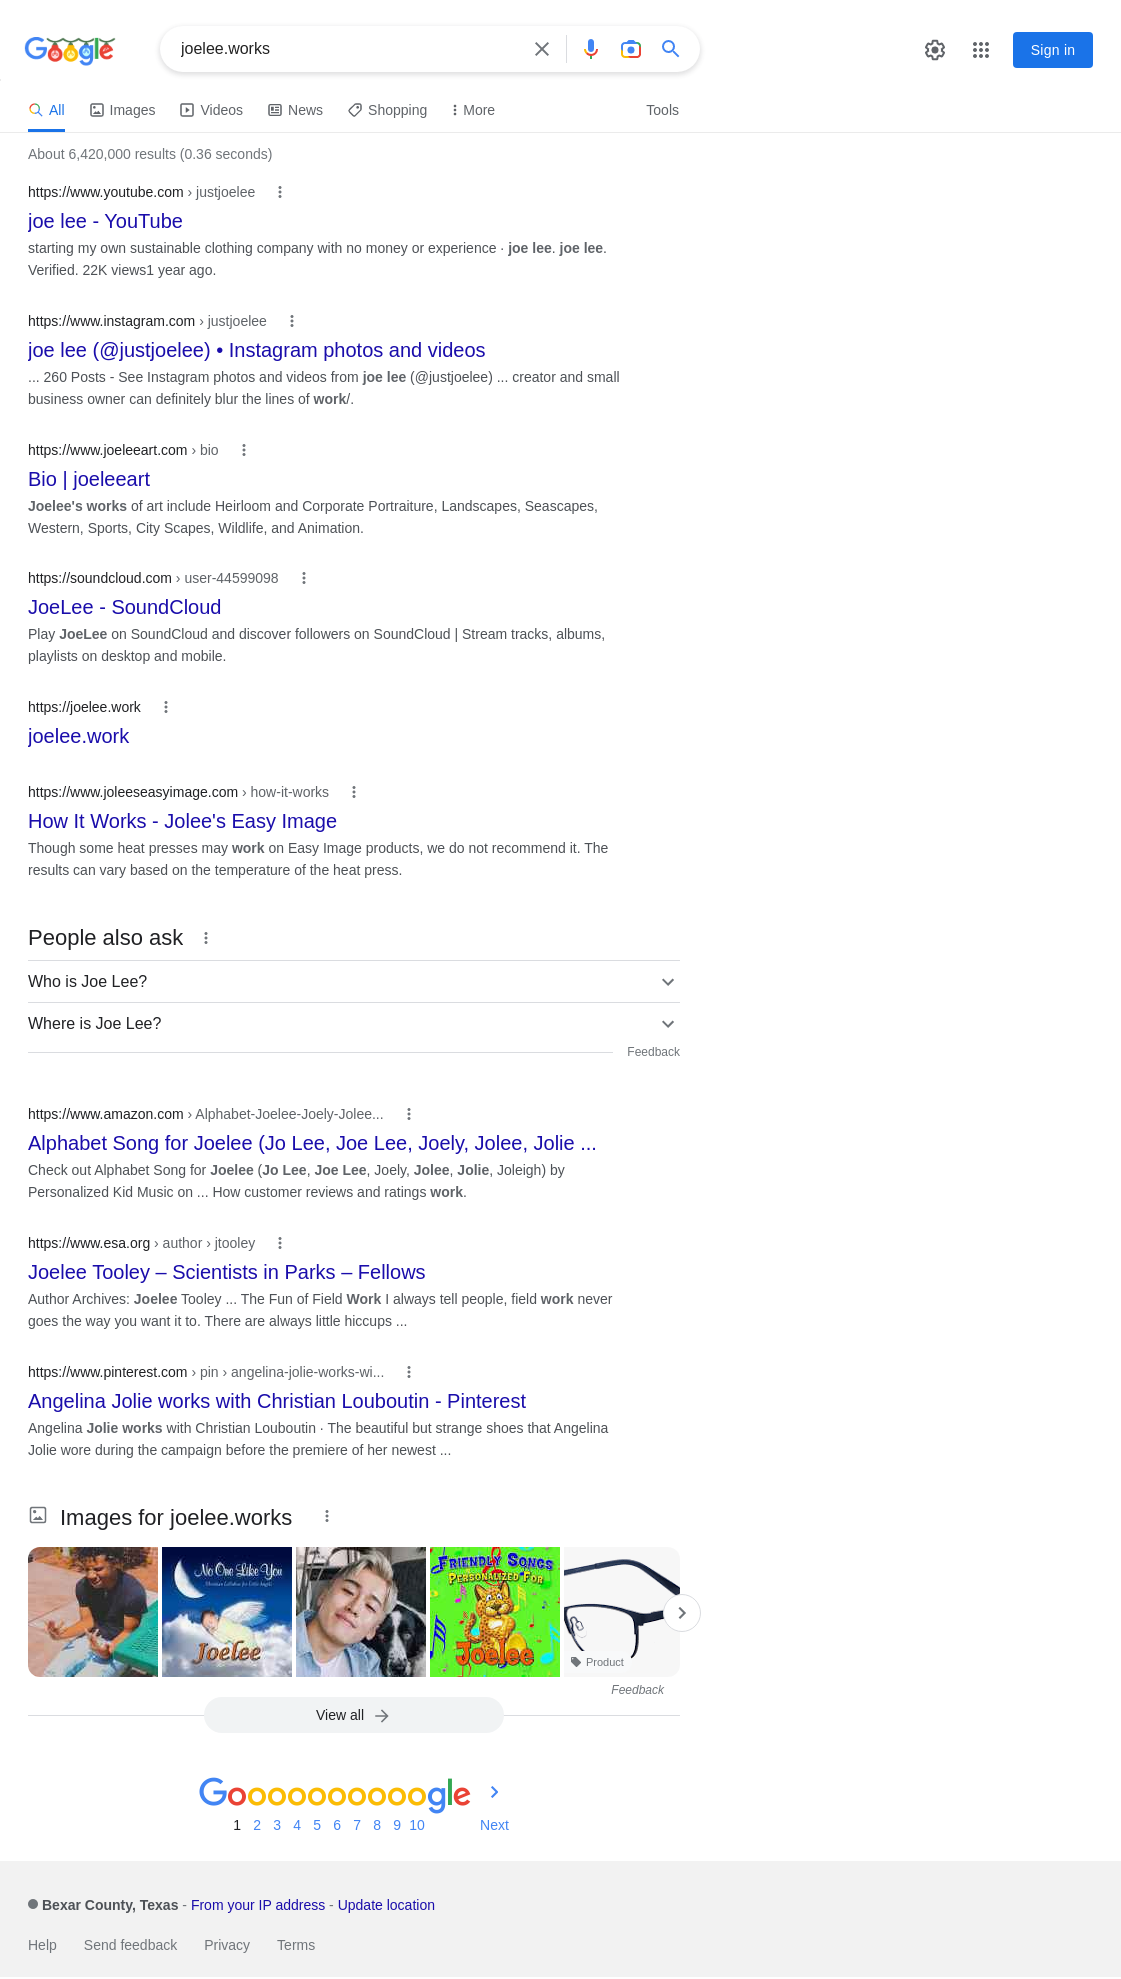 Google
joelee.works
Sign in
All
Images
Videos
News
Shopping
More
Tools
About 6,420,000 results (0.36 seconds)
https://www.youtube.com › justjoelee
joe lee - YouTube
starting my own sustainable clothing company with no money or experience · joe lee. joe lee.
Verified. 22K views1 year ago.
https://www.instagram.com › justjoelee
joe lee (@justjoelee) • Instagram photos and videos
... 260 Posts - See Instagram photos and videos from joe lee (@justjoelee) ... creator and small
business owner can definitely blur the lines of work/.
https://www.joeleeart.com › bio
Bio | joeleeart
Joelee's works of art include Heirloom and Corporate Portraiture, Landscapes, Seascapes,
Western, Sports, City Scapes, Wildlife, and Animation.
https://soundcloud.com › user-44599098
JoeLee - SoundCloud
Play JoeLee on SoundCloud and discover followers on SoundCloud | Stream tracks, albums,
playlists on desktop and mobile.
https://joelee.work
joelee.work
https://www.joleeseasyimage.com › how-it-works
How It Works - Jolee's Easy Image
Though some heat presses may work on Easy Image products, we do not recommend it. The
results can vary based on the temperature of the heat press.
People also ask
Who is Joe Lee?
Where is Joe Lee?
Feedback
https://www.amazon.com › Alphabet-Joelee-Joely-Jolee...
Alphabet Song for Joelee (Jo Lee, Joe Lee, Joely, Jolee, Jolie ...
Check out Alphabet Song for Joelee (Jo Lee, Joe Lee, Joely, Jolee, Jolie, Joleigh) by
Personalized Kid Music on ... How customer reviews and ratings work.
https://www.esa.org › author › jtooley
Joelee Tooley – Scientists in Parks – Fellows
Author Archives: Joelee Tooley ... The Fun of Field Work I always tell people, field work never
goes the way you want it to. There are always little hiccups ...
https://www.pinterest.com › pin › angelina-jolie-works-wi...
Angelina Jolie works with Christian Louboutin - Pinterest
Angelina Jolie works with Christian Louboutin · The beautiful but strange shoes that Angelina
Jolie wore during the campaign before the premiere of her newest ...
Images for joelee.works
No One Like You
Joelee
FRIENDLY SONGS
PERSONALIZED FOR
Joelee
Product
Feedback
View all
Goooooooooogle
1 2 3 4 5 6 7 8 9 10 Next
Bexar County, Texas - From your IP address - Update location
Help
Send feedback
Privacy
Terms